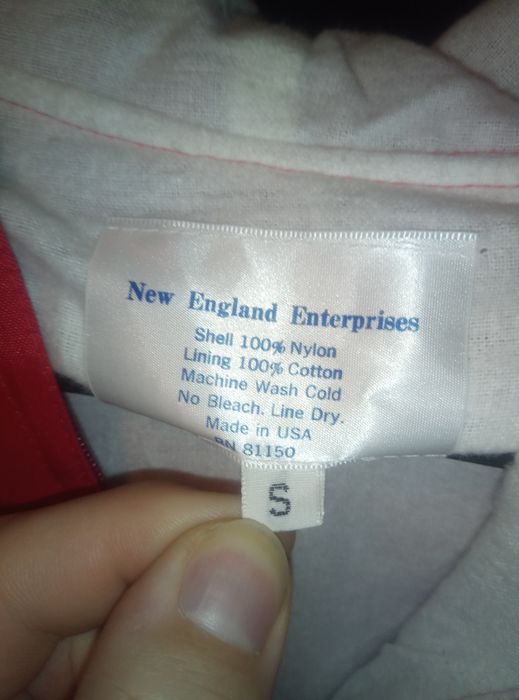 New England Enterprises
Shell 100% Nylon
Lining 100% Cotton
Machine Wash Cold
No Bleach. Line Dry.
Made in USA
RN 81150
S